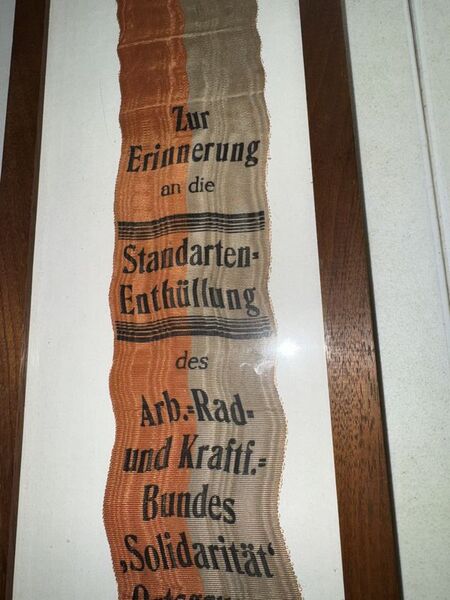 Zur
Erinnerung
an die
Standarten-
Enthüllung
des
Arb.-Rad-
und Kraftf.-
Bundes
‚Solidarität‘